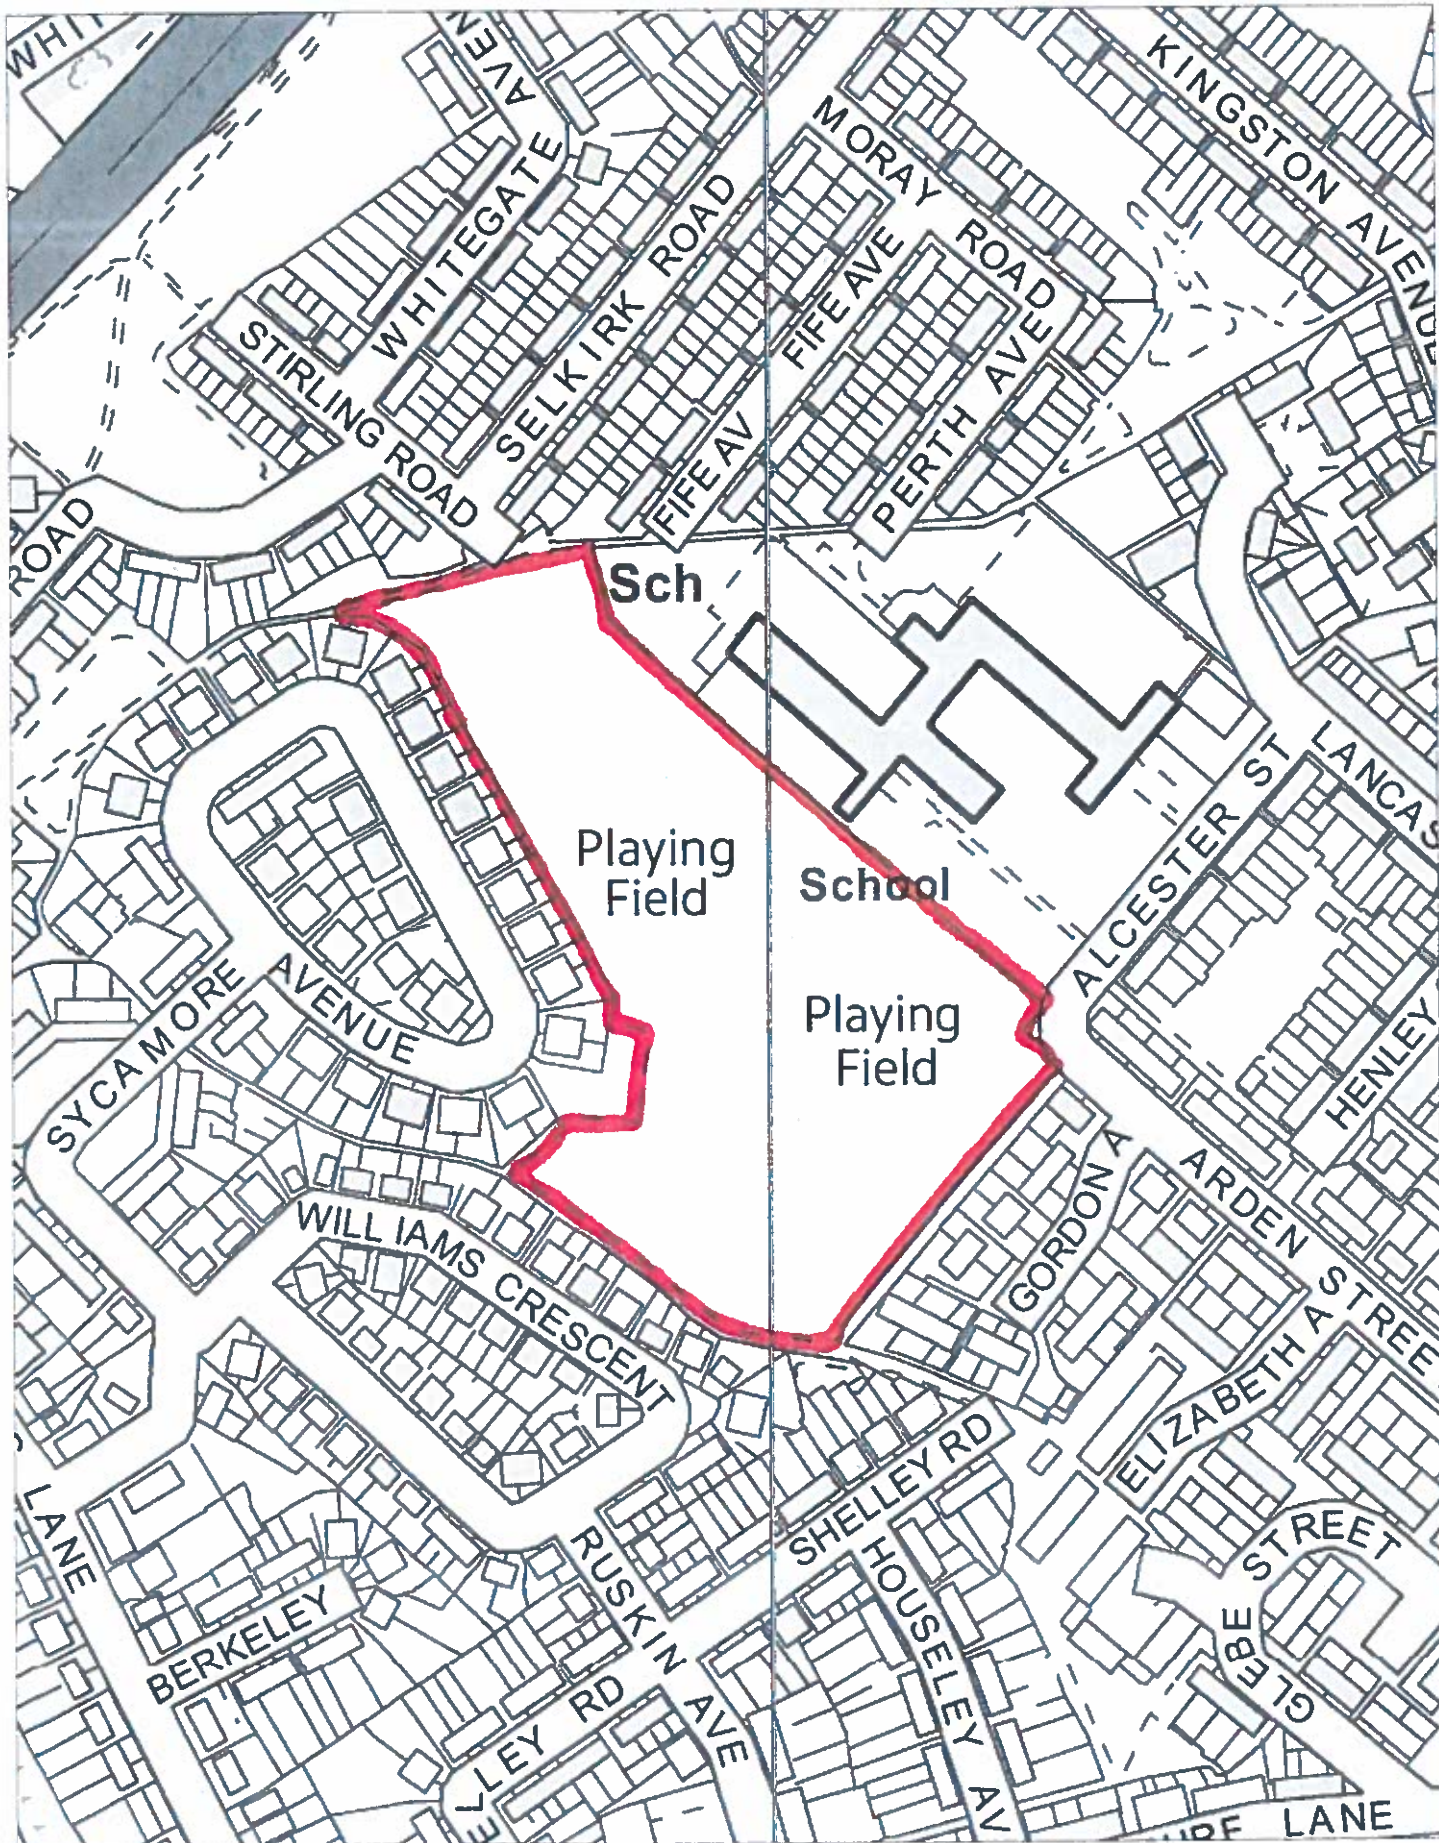 WHIT
AVEN
KINGSTON AVENUE
MORAY ROAD
WHITEGATE
SELKIRK ROAD
FIFE AVE
STIRLING ROAD
PERTH AVE
FIFE AV
ROAD
Sch
LANCAS
ALCESTER ST
Playing
Field
School
SYCAMORE
AVENUE
Playing
Field
HENLEY
GORDON A
ARDEN STREE
WILLIAMS CRESCENT
ELIZABETH A
SHELLEY RD
LANE
GLEBE STREET
RUSKIN AVE
HOUSELEY AV
BERKELEY
ELLEY RD
LANE